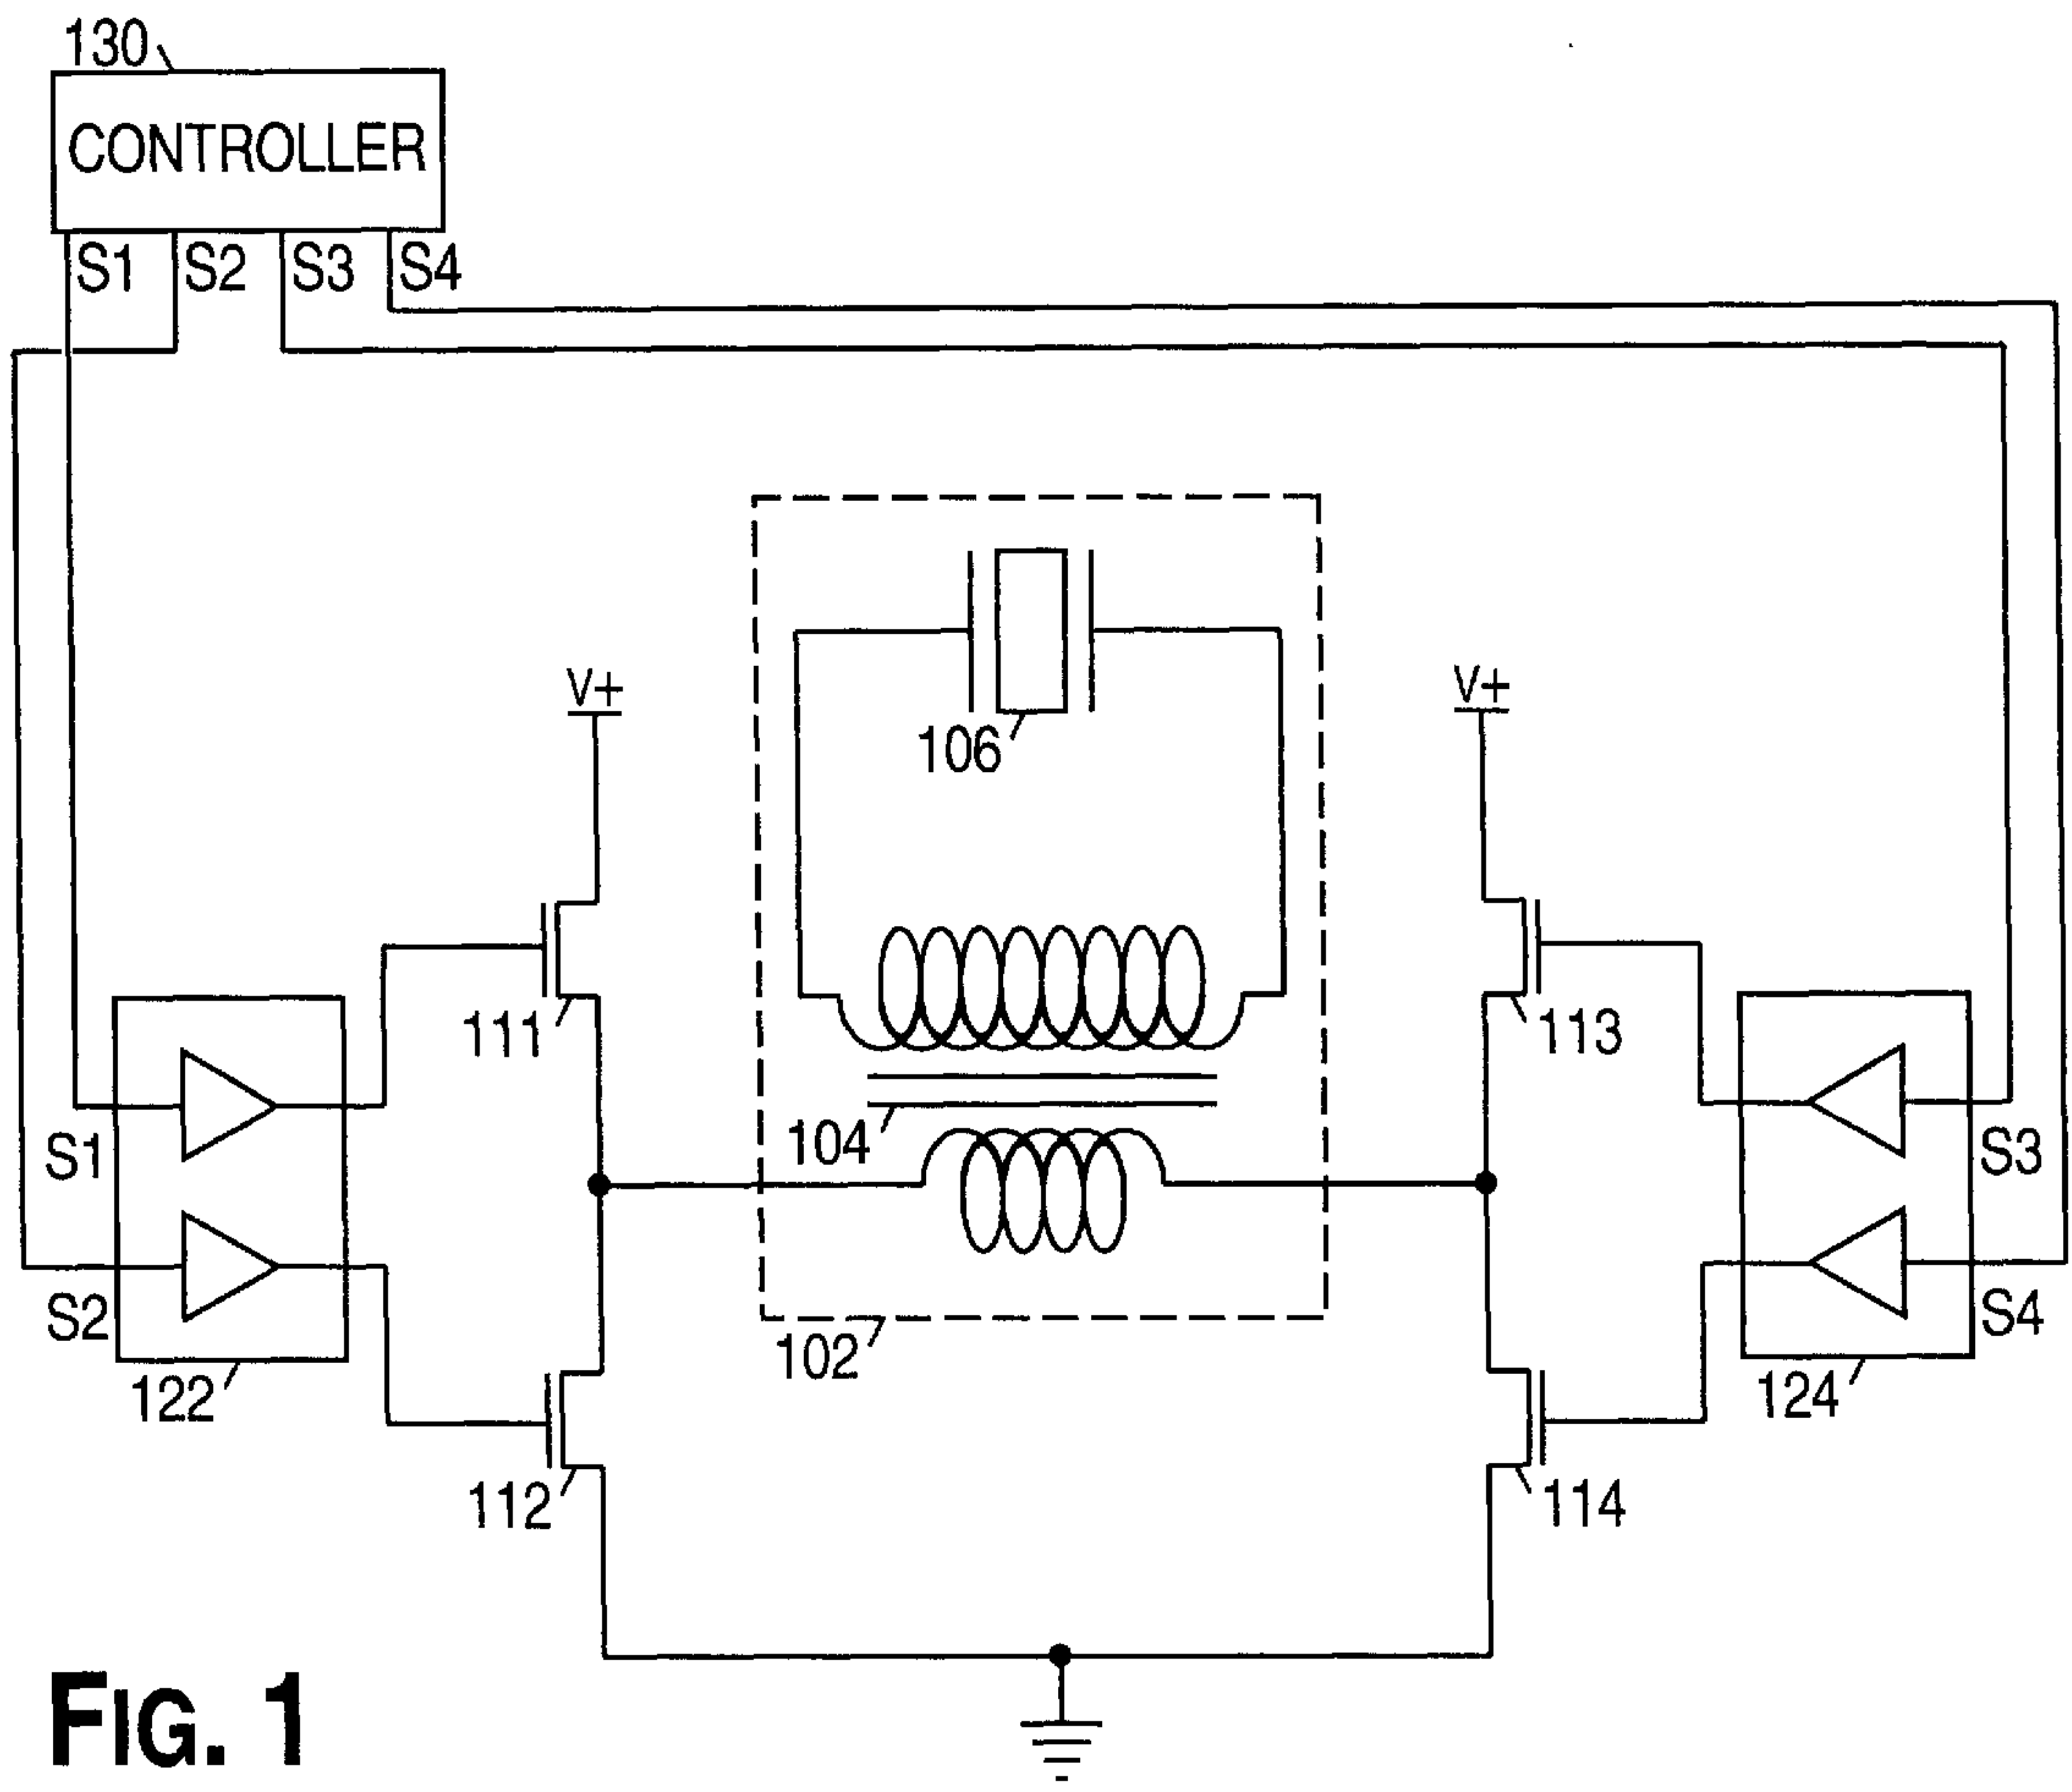 130
CONTROLLER
S1 S2 S3 S4
V+ V+
106
111 113
104
S1 S3
S2 S4
102
122 124
112 114
FIG. 1